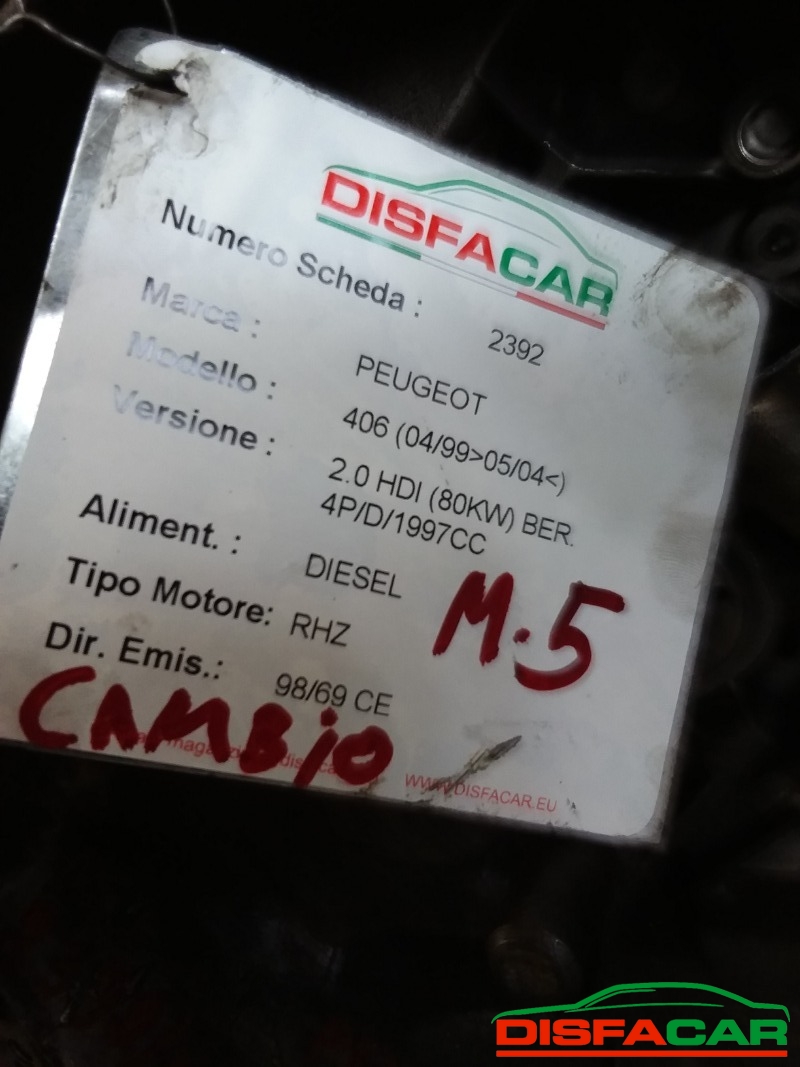 DISFACAR
Numero Scheda : 2392
Marca : PEUGEOT
Modello : 406 (04/99>05/04<)
Versione : 2.0 HDI (80KW) BER.
4P/D/1997CC
Aliment. : DIESEL
Tipo Motore: RHZ
M.5
Dir. Emis.: 98/69 CE
CAMBIO
WWW.DISFACAR.EU
DISFACAR